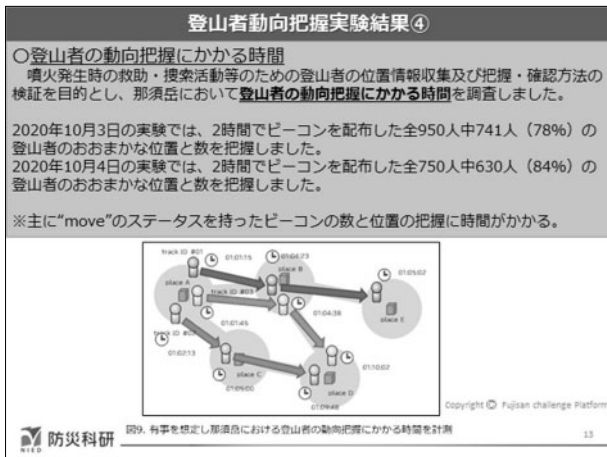 登山者動向把握実験結果④
〇登山者の動向把握にかかる時間
噴火発生時の救助・捜索活動等のための登山者の位置情報収集及び把握・確認方法の
検証を目的とし、那須岳において登山者の動向把握にかかる時間を調査しました。
2020年10月3日の実験では、2時間でビーコンを配布した全950人中741人（78%）の
登山者のおおまかな位置と数を把握しました。
2020年10月4日の実験では、2時間でビーコンを配布した全750人中630人（84%）の
登山者のおおまかな位置と数を把握しました。
※主に“move”のステータスを持ったビーコンの数と位置の把握に時間がかかる。
track ID #01
01:01:15
01:04:23
place B
01:05:02
place A
track ID #03
place E
01:01:45
01:04:38
track ID #02
01:02:13
place C
01:10:02
01:05:00
place D
01:09:48
Copyright © Fujisan challenge Platform
図9. 有事を想定し那須岳における登山者の動向把握にかかる時間を計測
防災科研
NIED
13